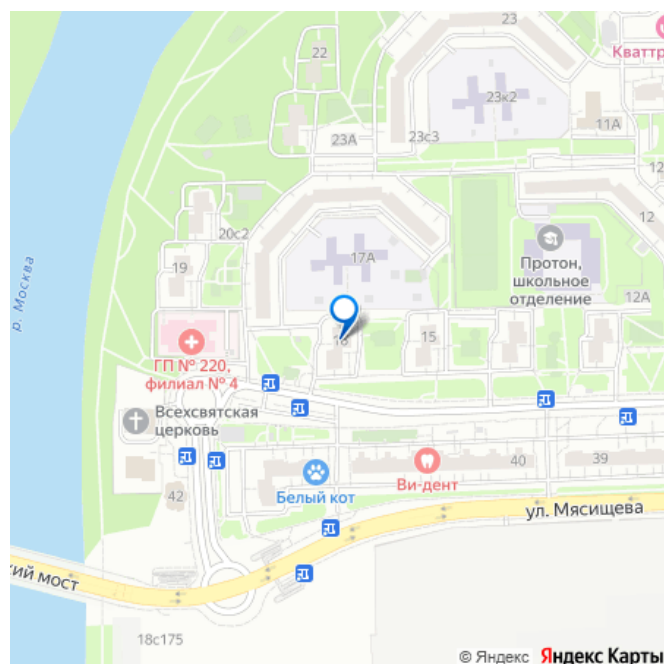 23
Кваттр
22
23к2
11А
23А
23с3
12
20с2
17А
12
Протон,
школьное
отделение
19
12А
р. Москва
15
ГП № 220,
филиал № 4
Всехсвятская
церковь
40
39
Ви-дент
Белый кот
42
ул. Мясищева
кий мост
18с175
© Яндекс Яндекс Карты